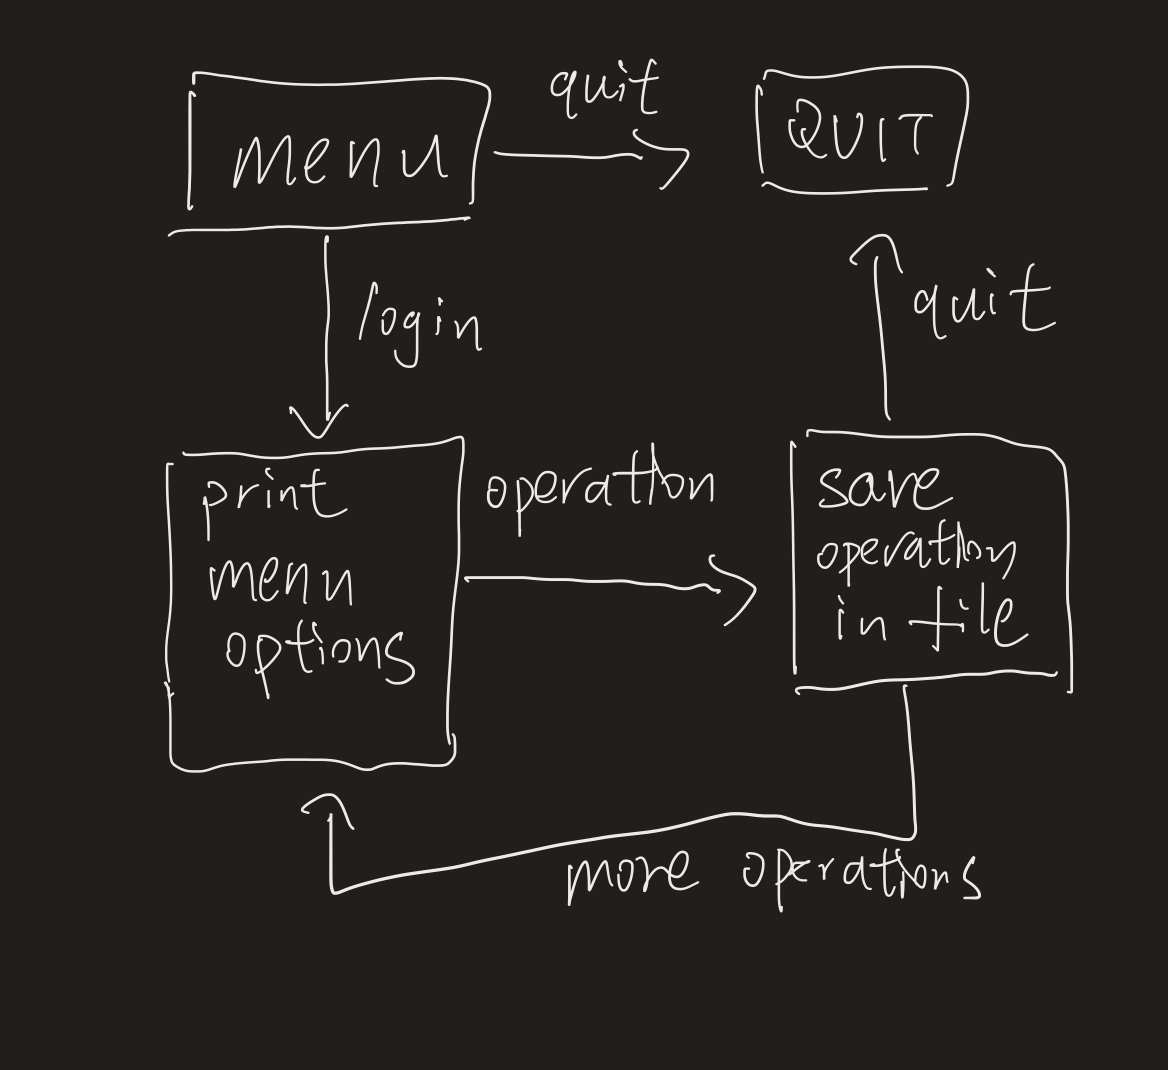 menu
quit
QUIT
login
quit
print
menu
options
operation
save
operation
in file
more operations